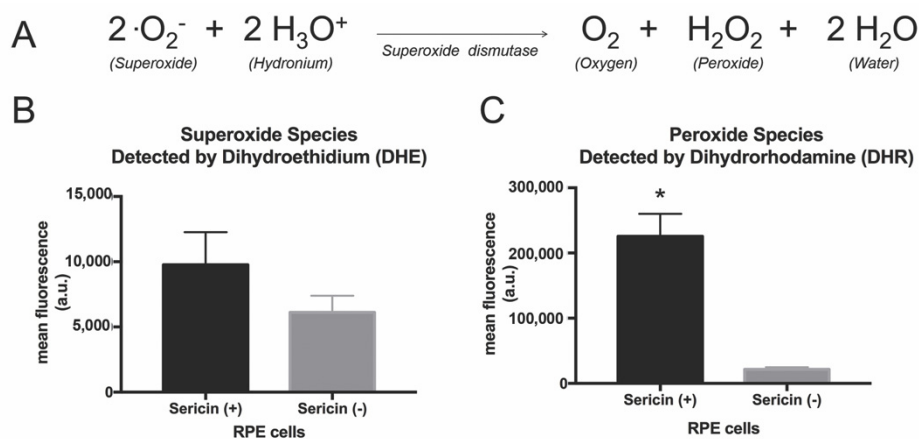 A
2 ·O₂⁻ + 2 H₃O⁺ → O₂ + H₂O₂ + 2 H₂O
(Superoxide) (Hydronium) Superoxide dismutase (Oxygen) (Peroxide) (Water)
B
Superoxide Species
Detected by Dihydroethidium (DHE)
mean fluorescence
(a.u.)
15,000
10,000
5,000
0
Sericin (+) Sericin (-)
RPE cells
C
Peroxide Species
Detected by Dihydrorhodamine (DHR)
mean fluorescence
(a.u.)
300,000
200,000
100,000
0
*
Sericin (+) Sericin (-)
RPE cells